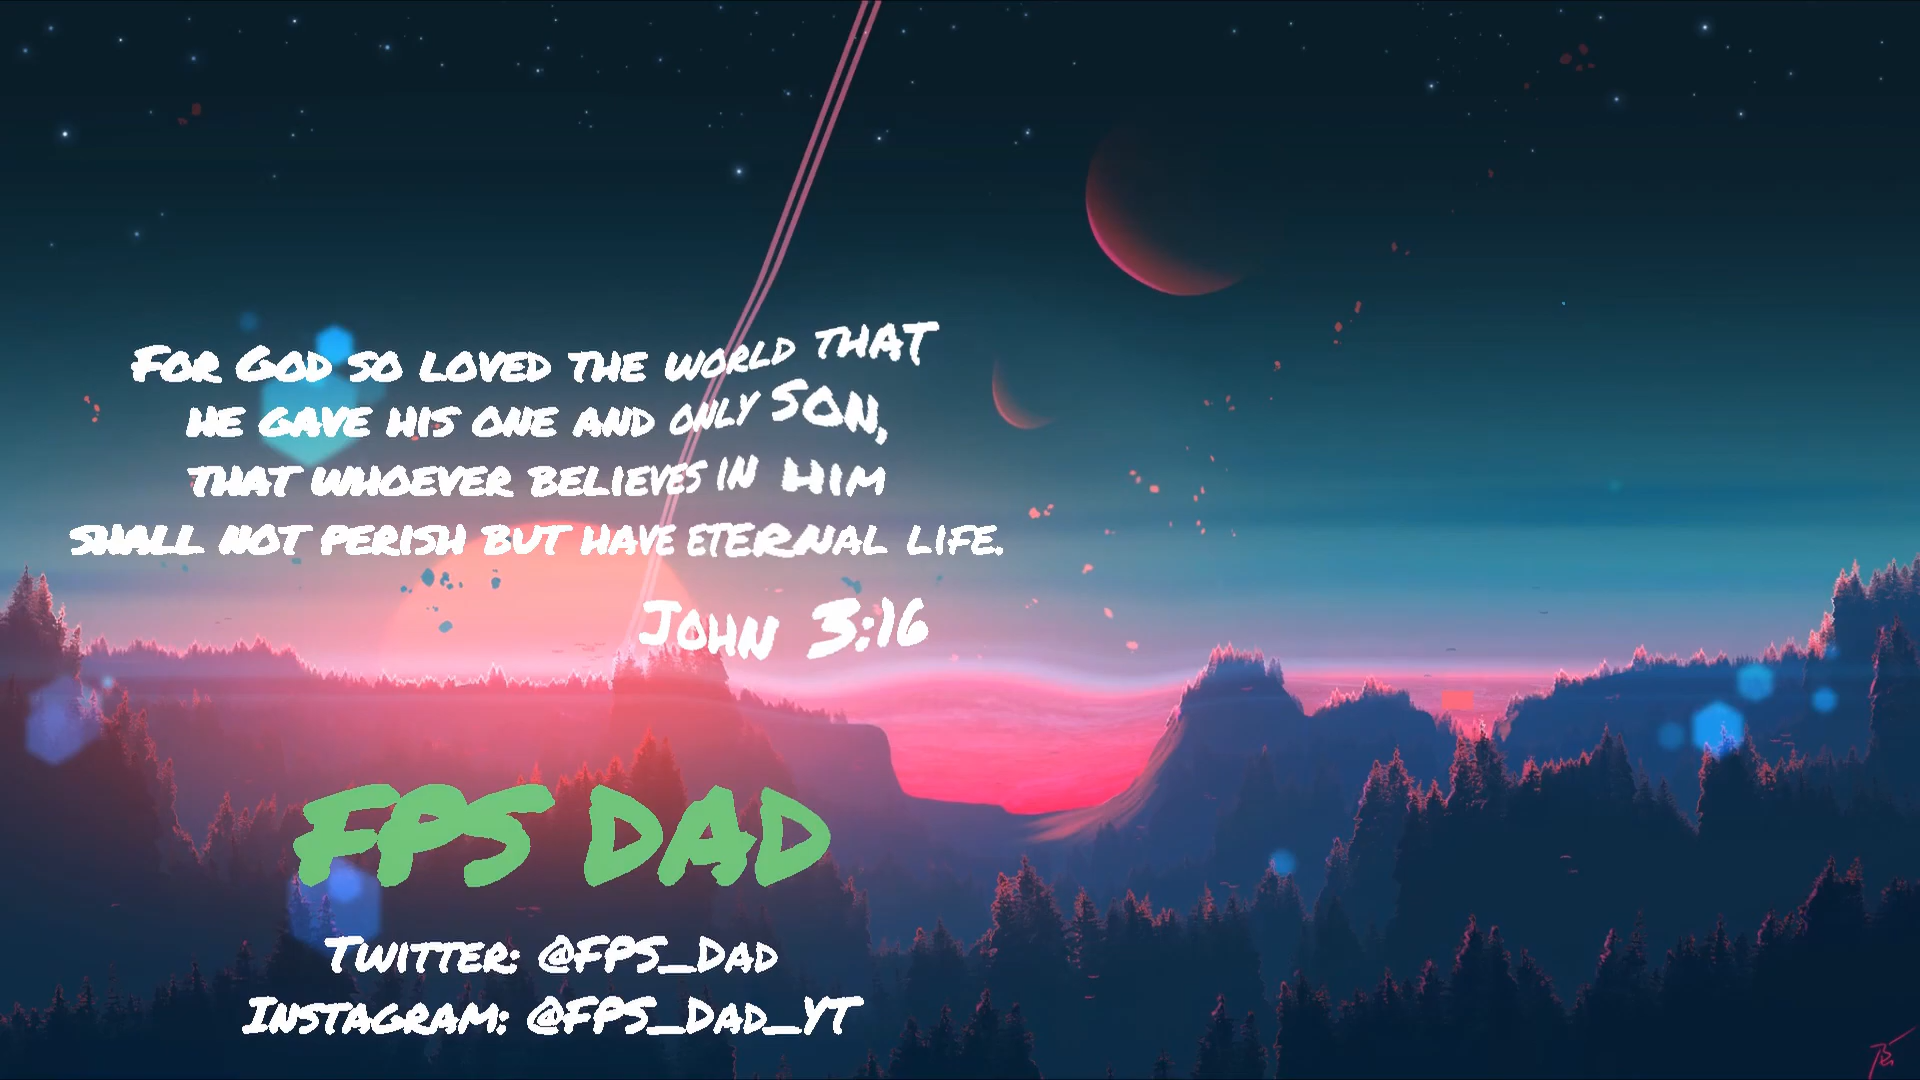 For God so loved the world that
he gave his one and only Son,
that whoever believes in Him
shall not perish but have eternal life.
John 3:16
FPS DAD
Twitter: @FPS_Dad
Instagram: @FPS_Dad_YT